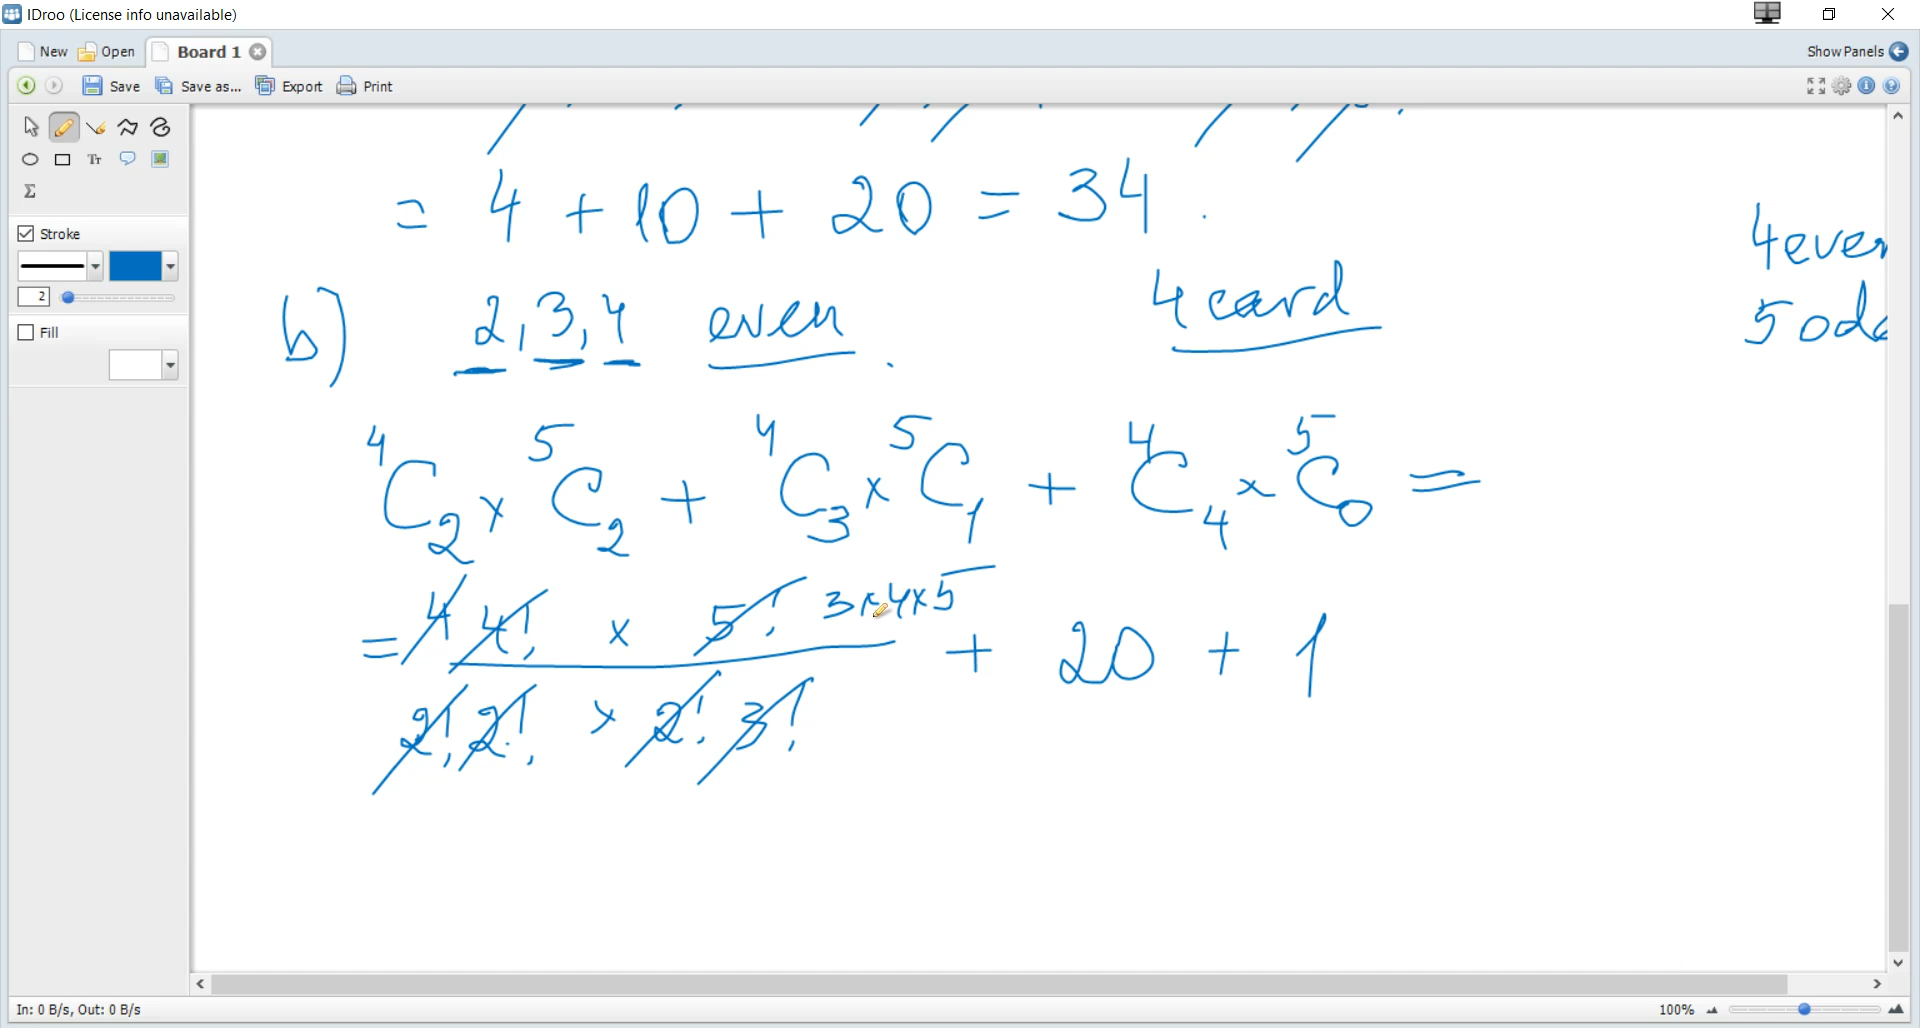 IDroo (License info unavailable)
New Open Board 1 Show Panels
Save Save as... Export Print
Tr
Σ
Stroke
2
Fill
= 4 + 10 + 20 = 34 .
4 even
5 odd
b) 2, 3, 4 even . 4 card
⁴C₂ × ⁵C₂ + ⁴C₃ × ⁵C₁ + ⁴C₄ × ⁵C₀ =
= 4 4! × 5! 3×4×5 + 20 + 1
2! 2! × 2! 3!
In: 0 B/s, Out: 0 B/s 100%